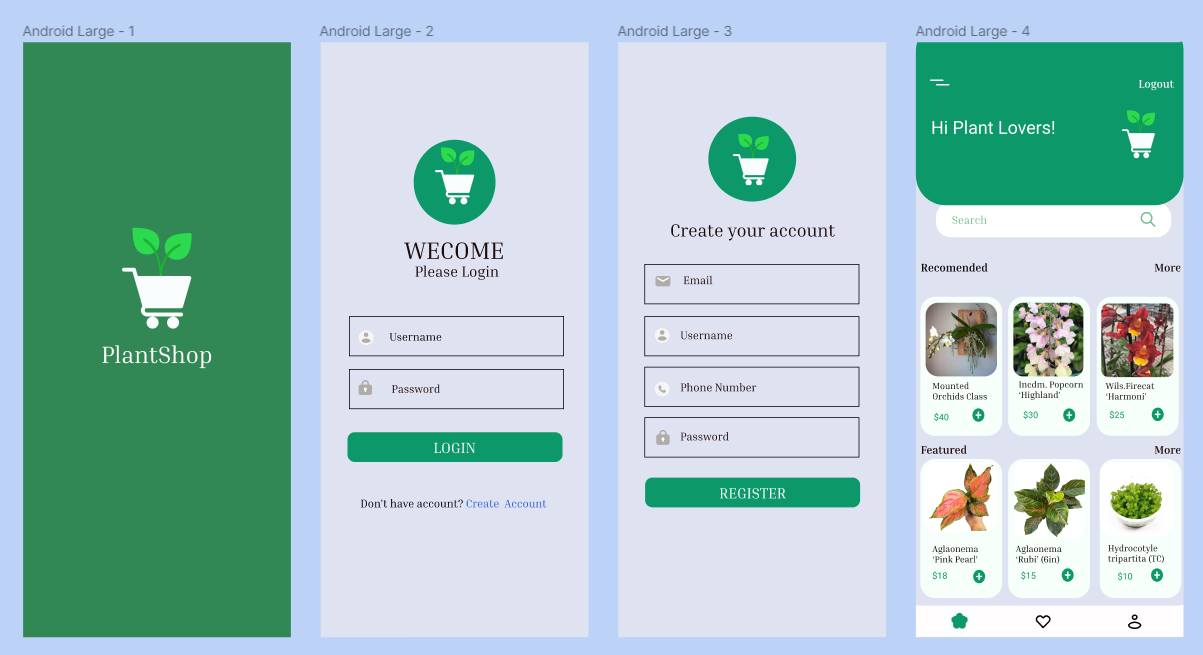 Android Large - 1
PlantShop
Android Large - 2
WECOME
Please Login
Username
Password
LOGIN
Don't have account? Create Account
Android Large - 3
Create your account
Email
Username
Phone Number
Password
REGISTER
Android Large - 4
Logout
Hi Plant Lovers!
Search
Recomended More
Mounted
Orchids Class
$40
Incdm. Popcorn
'Highland'
$30
Wils.Firecat
'Harmoni'
$25
Featured More
Aglaonema
'Pink Pearl'
$18
Aglaonema
'Rubi' (6in)
$15
Hydrocotyle
tripartita (TC)
$10